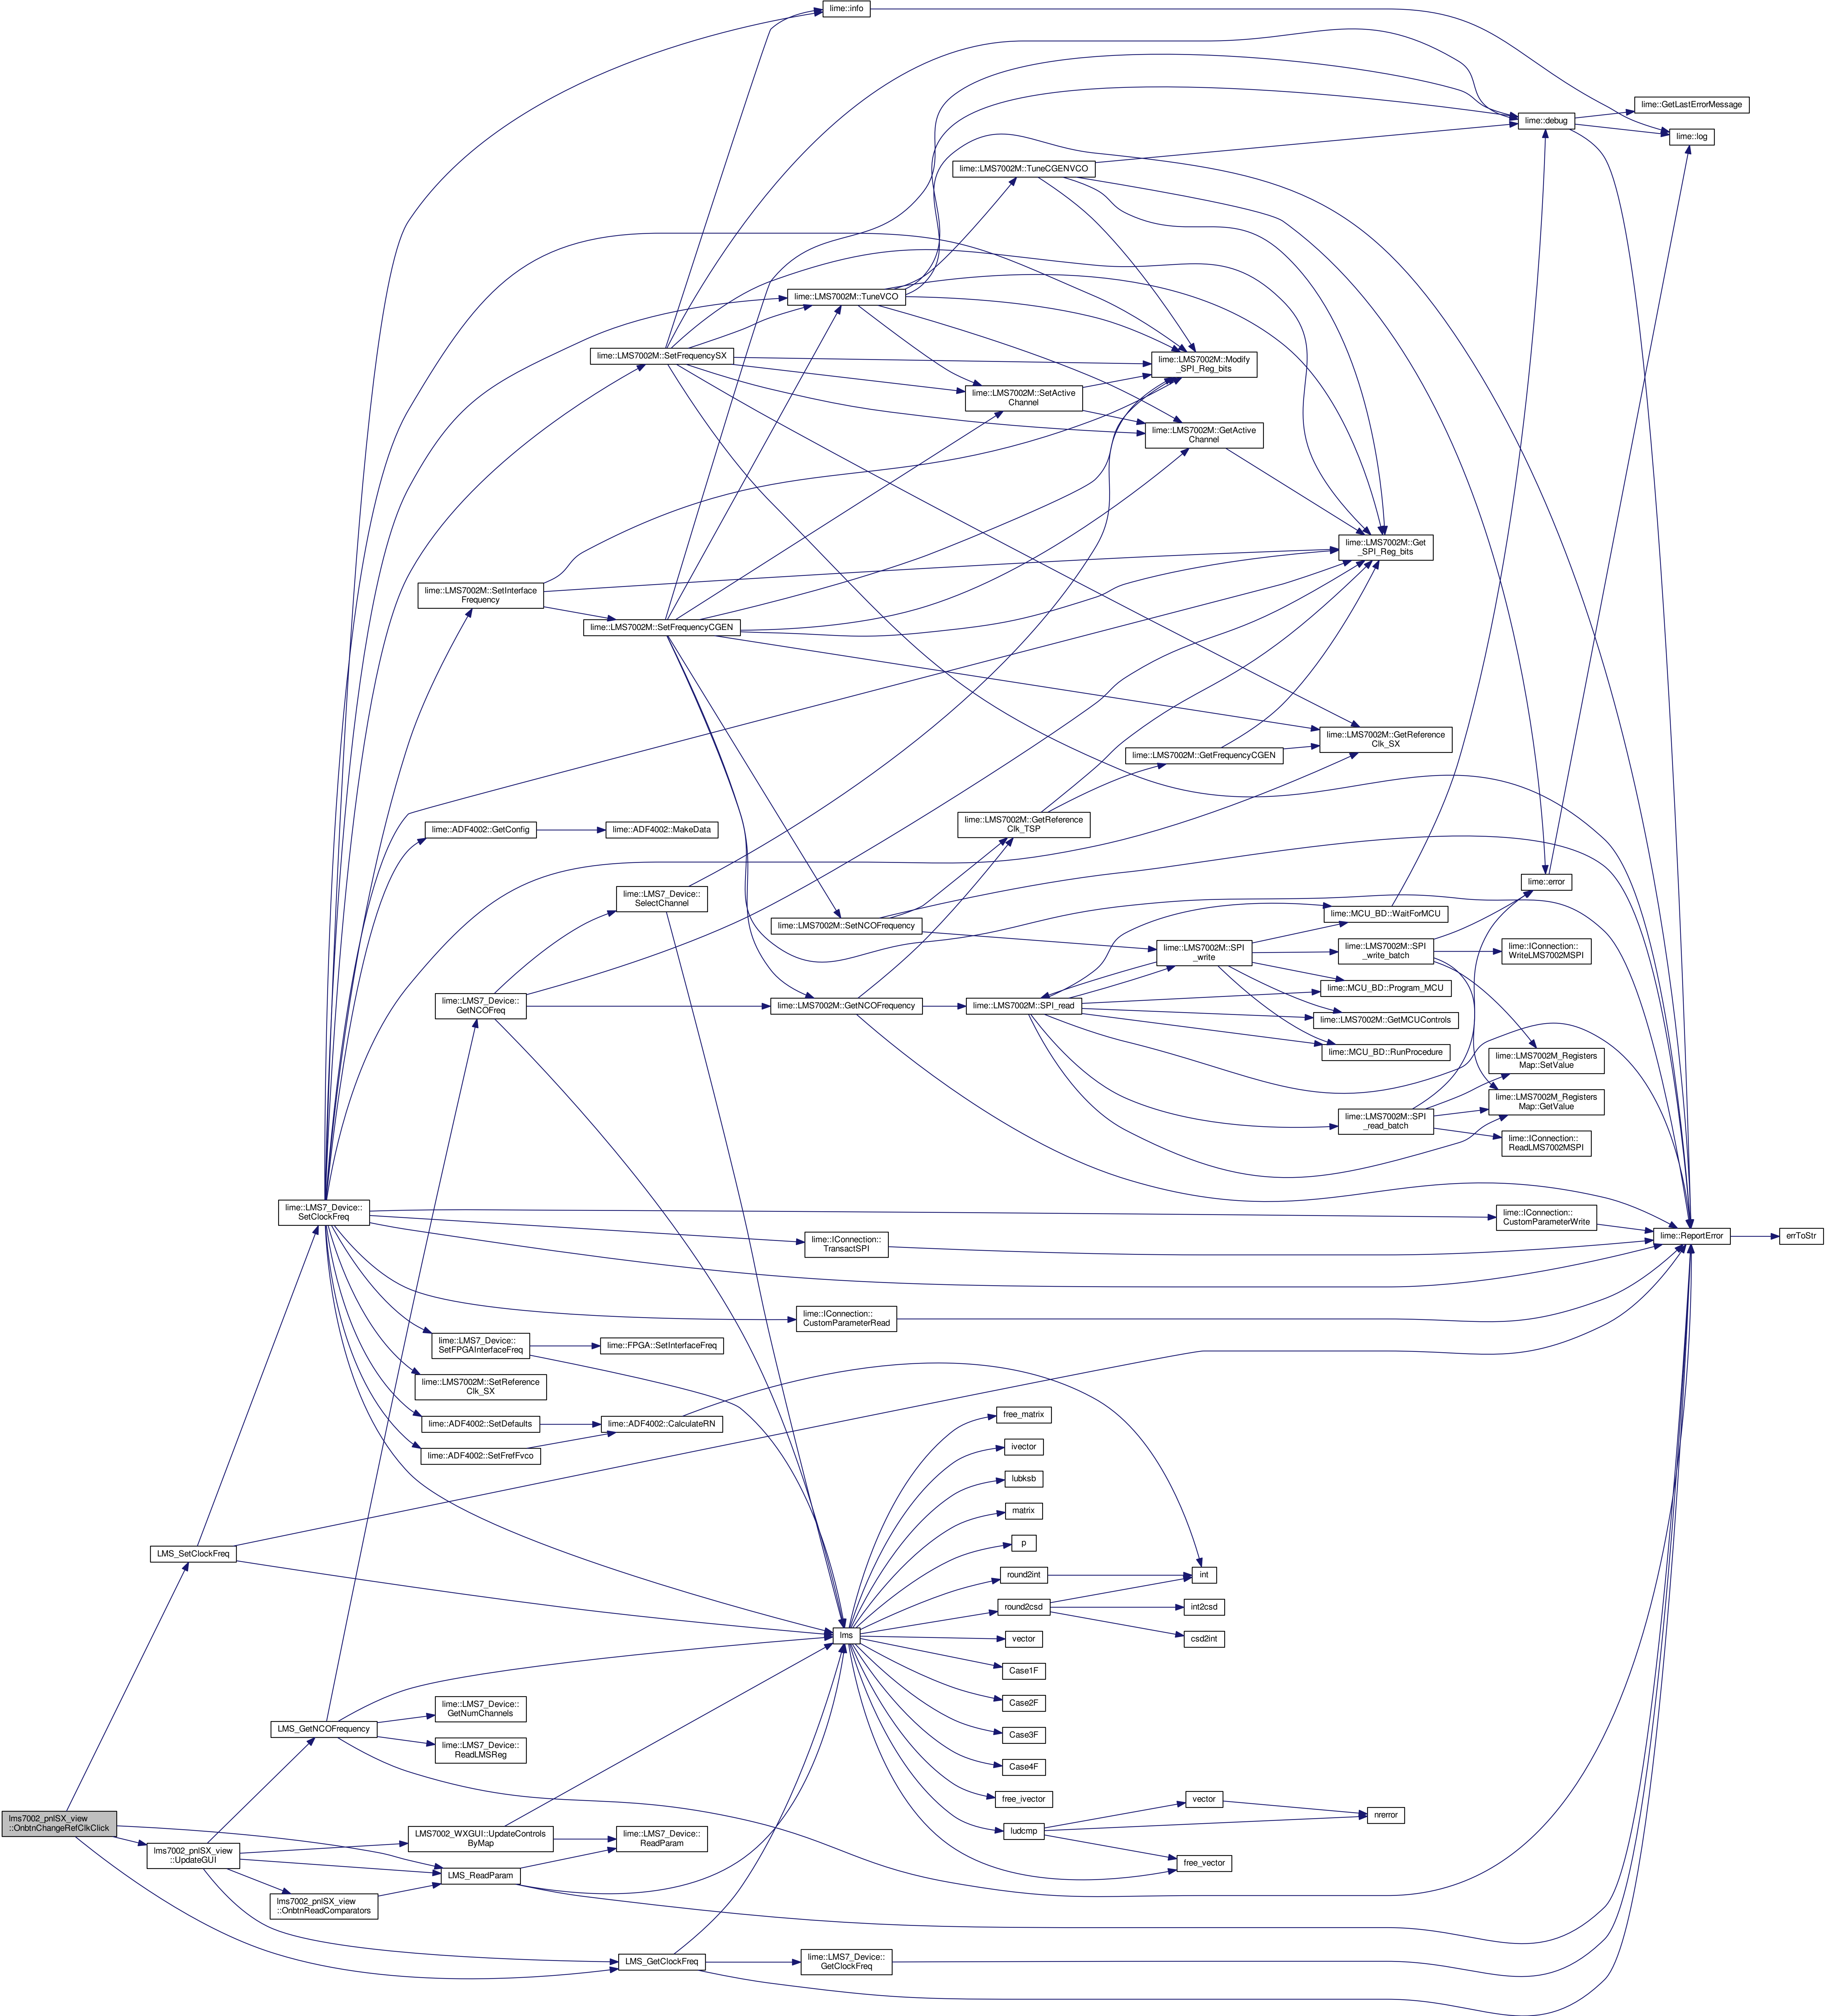 lime::info
lime::GetLastErrorMessage
lime::debug
lime::log
lime::LMS7002M::TuneCGENVCO
lime::LMS7002M::TuneVCO
lime::LMS7002M::SetFrequencySX
lime::LMS7002M::Modify
_SPI_Reg_bits
lime::LMS7002M::SetActive
Channel
lime::LMS7002M::GetActive
Channel
lime::LMS7002M::Get
_SPI_Reg_bits
lime::LMS7002M::SetInterface
Frequency
lime::LMS7002M::SetFrequencyCGEN
lime::LMS7002M::GetReference
Clk_SX
lime::LMS7002M::GetFrequencyCGEN
lime::LMS7002M::GetReference
Clk_TSP
lime::ADF4002::GetConfig
lime::ADF4002::MakeData
lime::error
lime::LMS7_Device::
SelectChannel
lime::MCU_BD::WaitForMCU
lime::LMS7002M::SetNCOFrequency
lime::LMS7002M::SPI
_write
lime::LMS7002M::SPI
_write_batch
lime::IConnection::
WriteLMS7002MSPI
lime::MCU_BD::Program_MCU
lime::LMS7_Device::
GetNCOFreq
lime::LMS7002M::GetNCOFrequency
lime::LMS7002M::SPI_read
lime::LMS7002M::GetMCUControls
lime::MCU_BD::RunProcedure
lime::LMS7002M_Registers
Map::SetValue
lime::LMS7002M_Registers
Map::GetValue
lime::LMS7002M::SPI
_read_batch
lime::IConnection::
ReadLMS7002MSPI
lime::LMS7_Device::
SetClockFreq
lime::IConnection::
CustomParameterWrite
lime::IConnection::
TransactSPI
lime::ReportError
errToStr
lime::IConnection::
CustomParameterRead
lime::LMS7_Device::
SetFPGAInterfaceFreq
lime::FPGA::SetInterfaceFreq
lime::LMS7002M::SetReference
Clk_SX
lime::ADF4002::SetDefaults
lime::ADF4002::CalculateRN
lime::ADF4002::SetFrefFvco
free_matrix
ivector
lubksb
matrix
p
LMS_SetClockFreq
round2int
int
round2csd
int2csd
lms
vector
csd2int
Case1F
Case2F
Case3F
Case4F
lime::LMS7_Device::
GetNumChannels
LMS_GetNCOFrequency
lime::LMS7_Device::
ReadLMSReg
free_ivector
vector
nrerror
ludcmp
free_vector
lms7002_pnlSX_view
::OnbtnChangeRefClkClick
LMS7002_WXGUI::UpdateControls
ByMap
lime::LMS7_Device::
ReadParam
lms7002_pnlSX_view
::UpdateGUI
LMS_ReadParam
lms7002_pnlSX_view
::OnbtnReadComparators
LMS_GetClockFreq
lime::LMS7_Device::
GetClockFreq